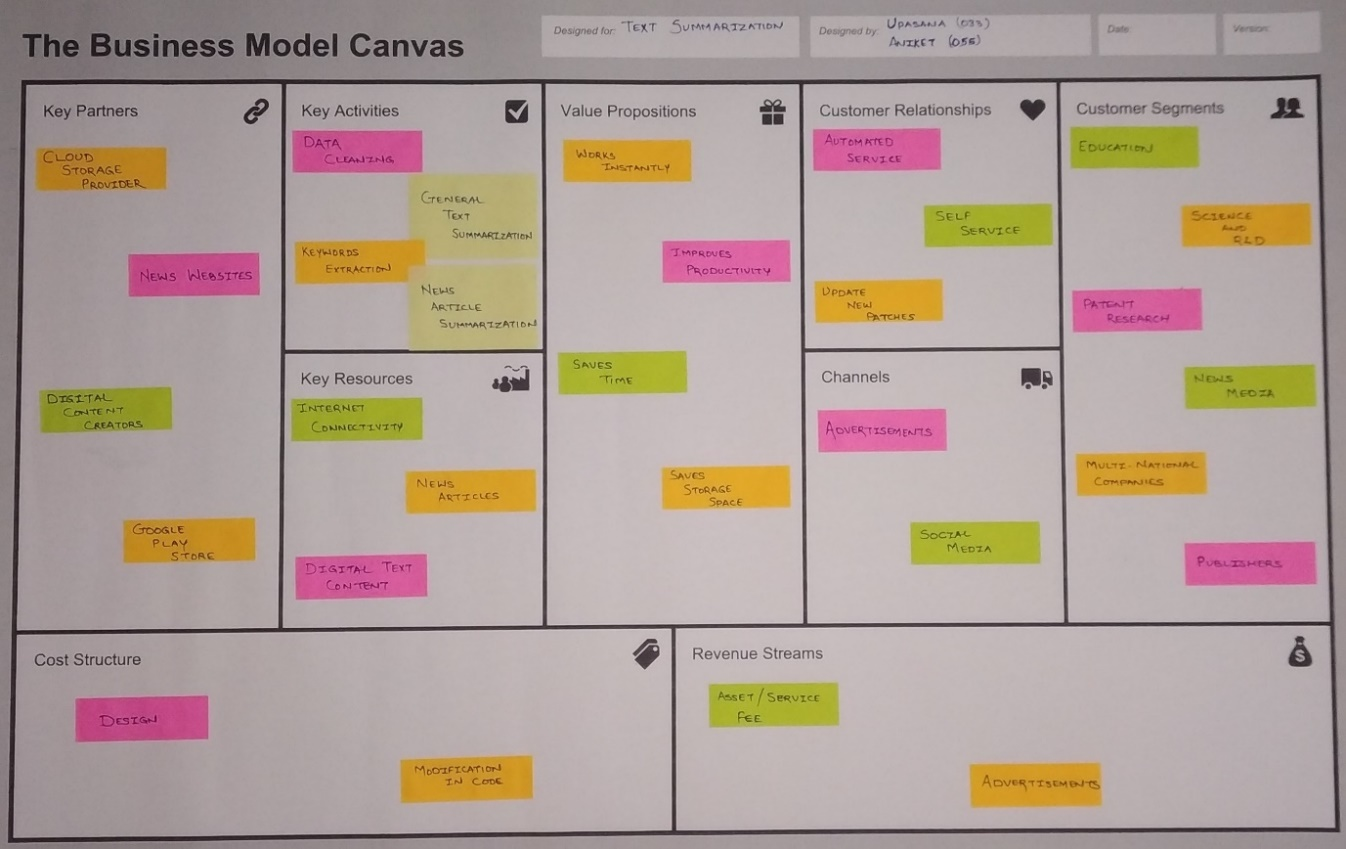 The Business Model Canvas
Designed for: TEXT SUMMARIZATION
Designed by: UPASANA (033)
ANIKET (055)
Date:
Version:
Key Partners
CLOUD
STORAGE
PROVIDER
NEWS WEBSITES
DIGITAL
CONTENT
CREATORS
GOOGLE
PLAY
STORE
Key Activities
DATA
CLEANING
GENERAL
TEXT
SUMMARIZATION
KEYWORDS
EXTRACTION
NEWS
ARTICLE
SUMMARIZATION
Key Resources
INTERNET
CONNECTIVITY
NEWS
ARTICLES
DIGITAL TEXT
CONTENT
Value Propositions
WORKS
INSTANTLY
IMPROVES
PRODUCTIVITY
SAVES
TIME
SAVES
STORAGE
SPACE
Customer Relationships
AUTOMATED
SERVICE
SELF
SERVICE
UPDATE
NEW
PATCHES
Channels
ADVERTISEMENTS
SOCIAL
MEDIA
Customer Segments
EDUCATION
SCIENCE
AND
R&D
PATENT
RESEARCH
NEWS
MEDIA
MULTI-NATIONAL
COMPANIES
PUBLISHERS
Cost Structure
DESIGN
MODIFICATION
IN CODE
Revenue Streams
ASSET/SERVICE
FEE
ADVERTISEMENTS